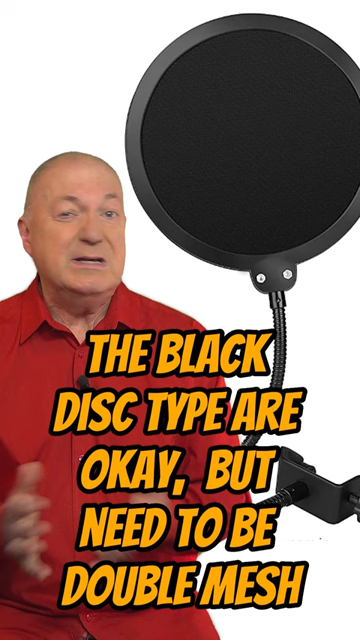 THE BLACK
DISC TYPE ARE
OKAY, BUT
NEED TO BE
DOUBLE MESH